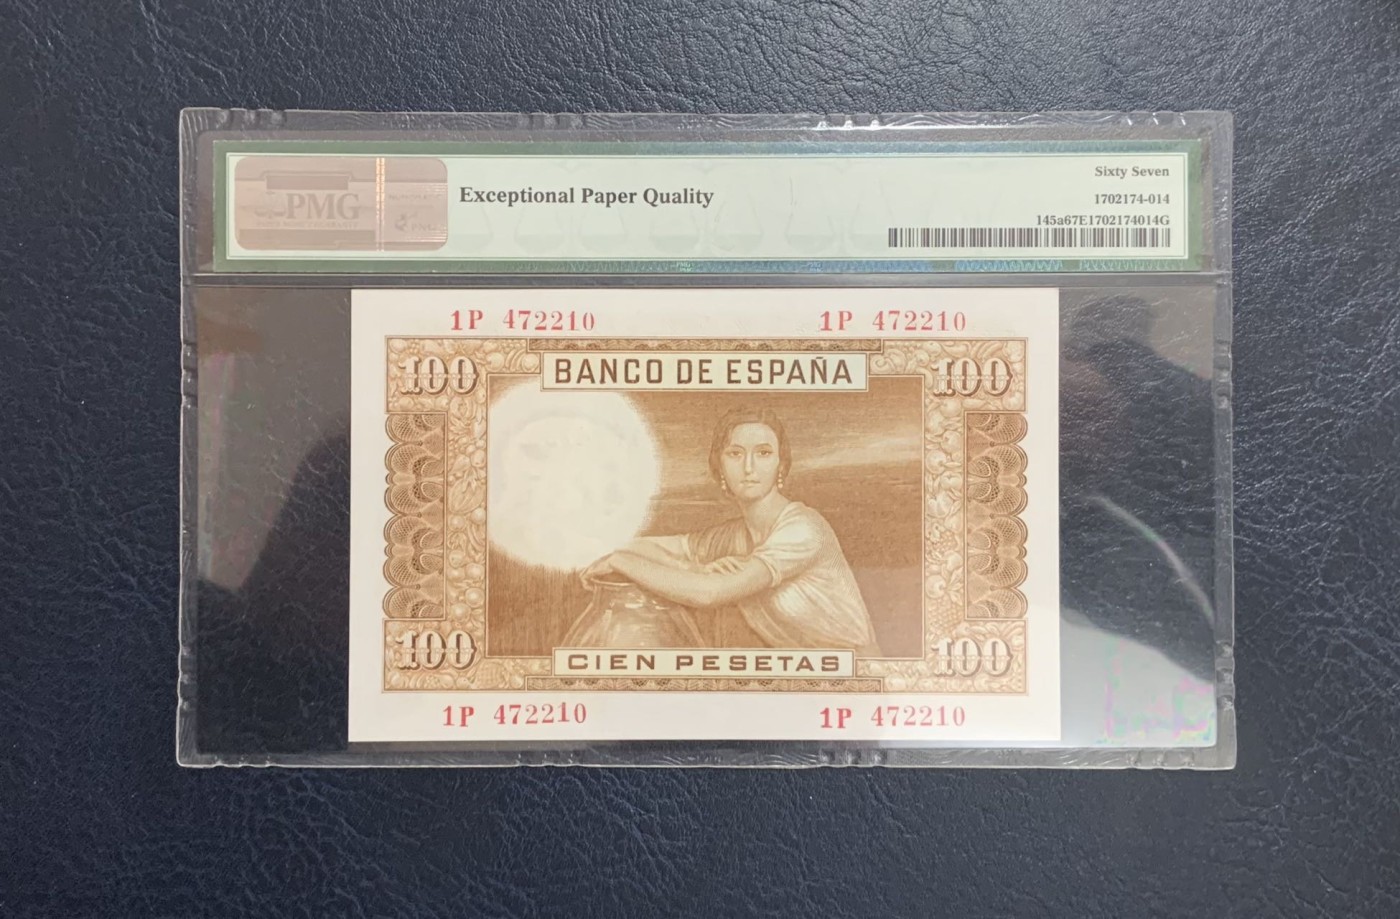 PMG
Exceptional Paper Quality
Sixty Seven
1702174-014
145a67E1702174014G
1P 472210
1P 472210
100
BANCO DE ESPAÑA
100
100
CIEN PESETAS
100
1P 472210
1P 472210